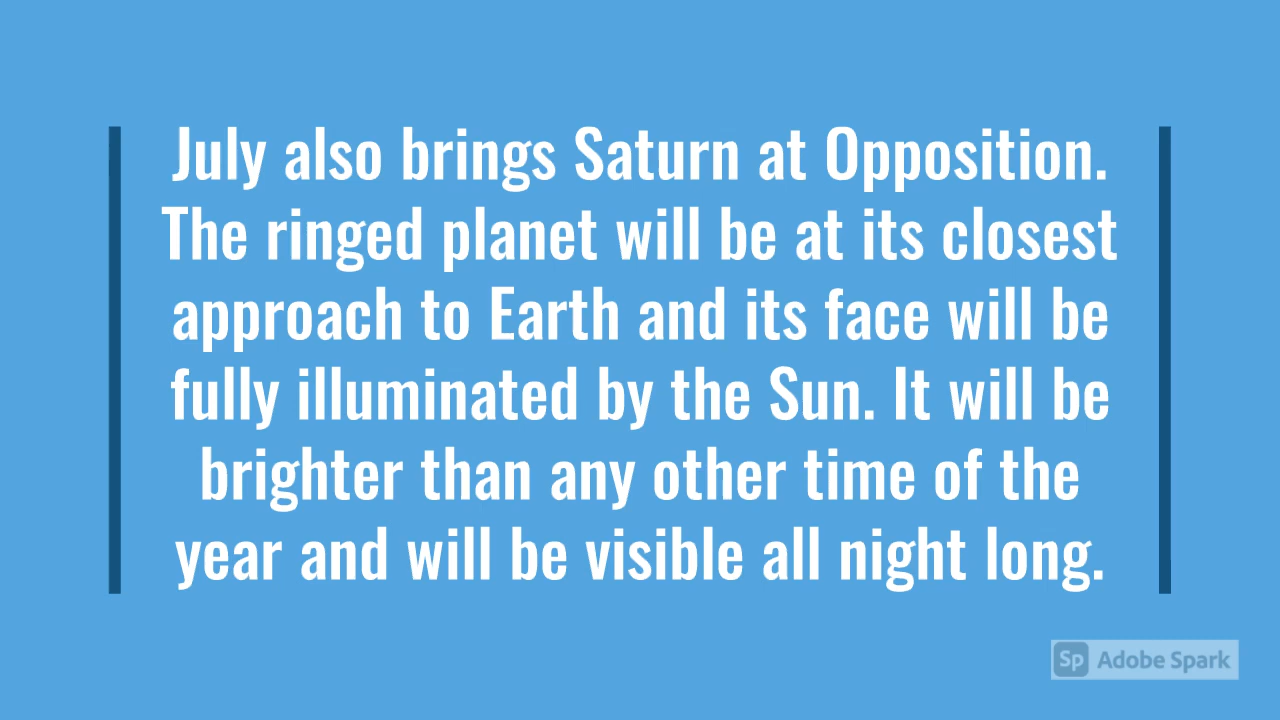 July also brings Saturn at Opposition.
The ringed planet will be at its closest
approach to Earth and its face will be
fully illuminated by the Sun. It will be
brighter than any other time of the
year and will be visible all night long.
Sp Adobe Spark